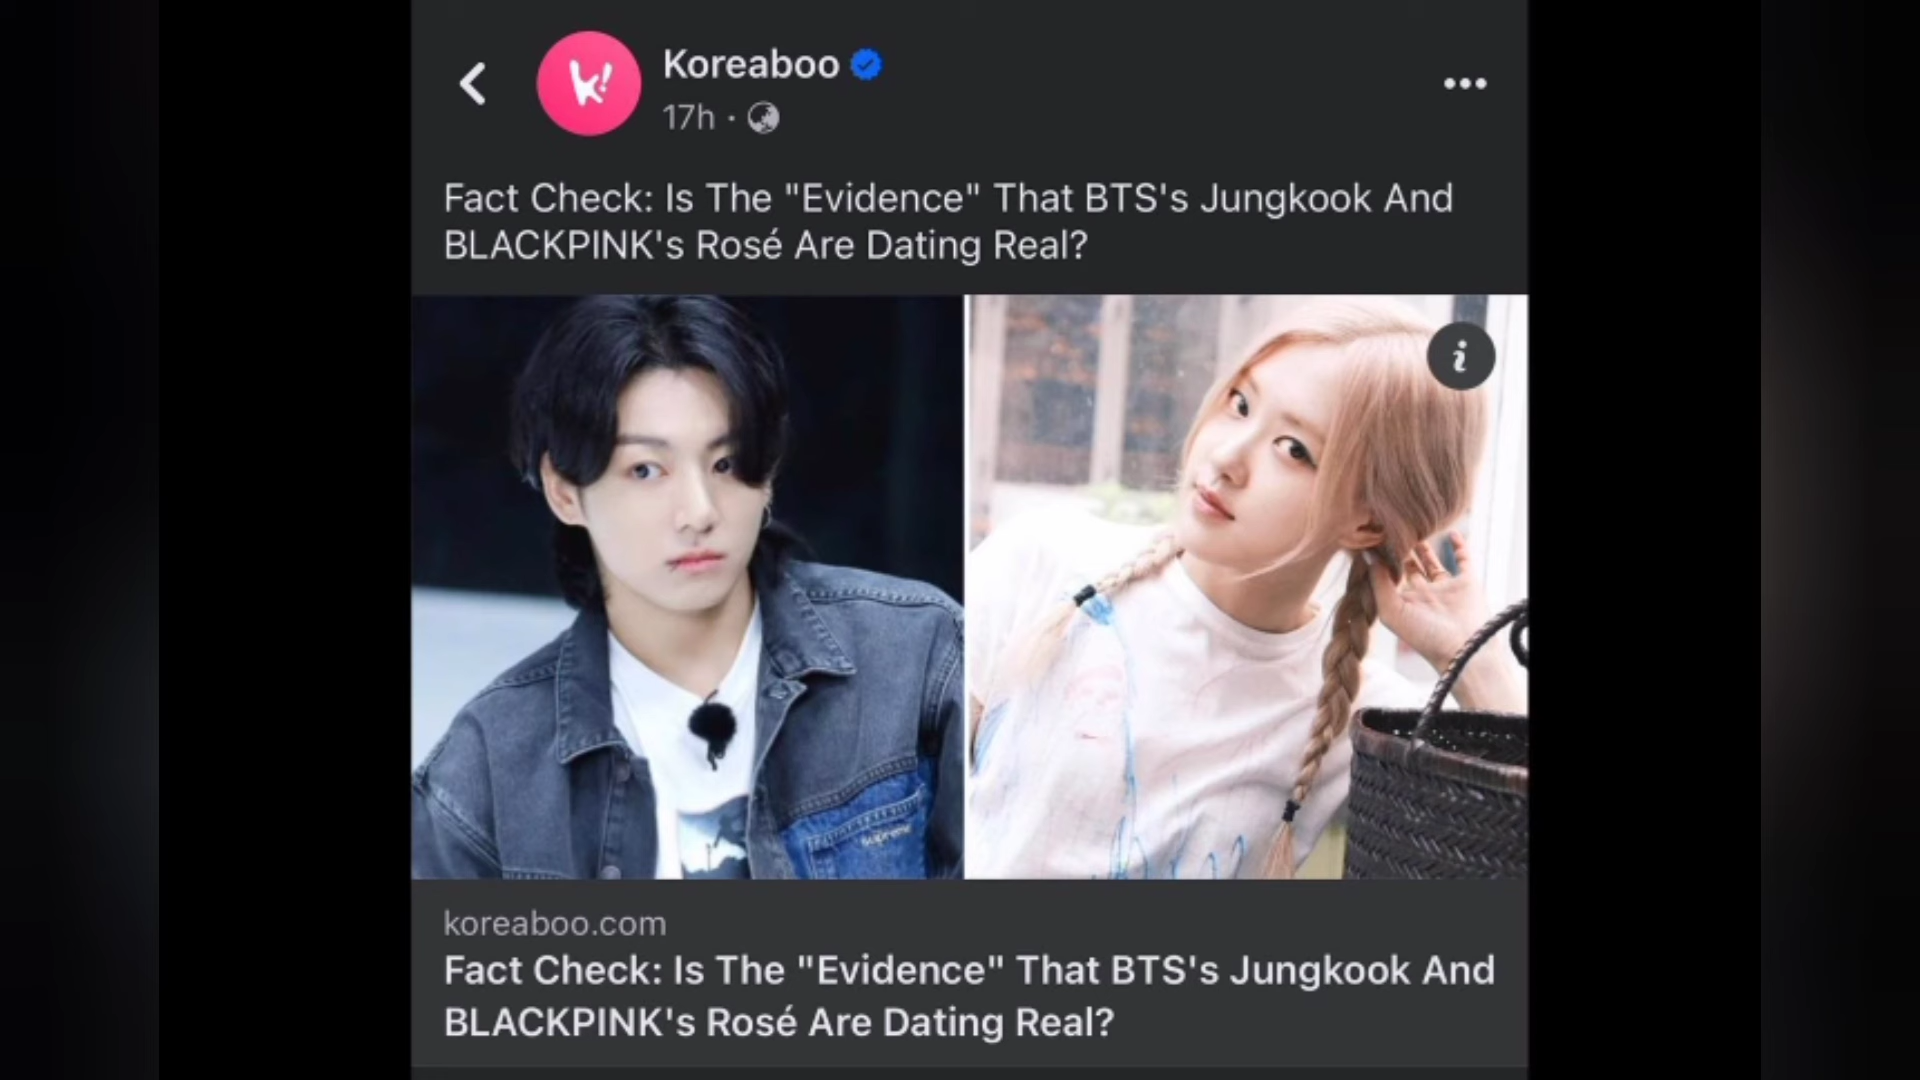 k!
Koreaboo
17h ·
Fact Check: Is The "Evidence" That BTS's Jungkook And
BLACKPINK's Rosé Are Dating Real?
i
Supreme
koreaboo.com
Fact Check: Is The "Evidence" That BTS's Jungkook And
BLACKPINK's Rosé Are Dating Real?